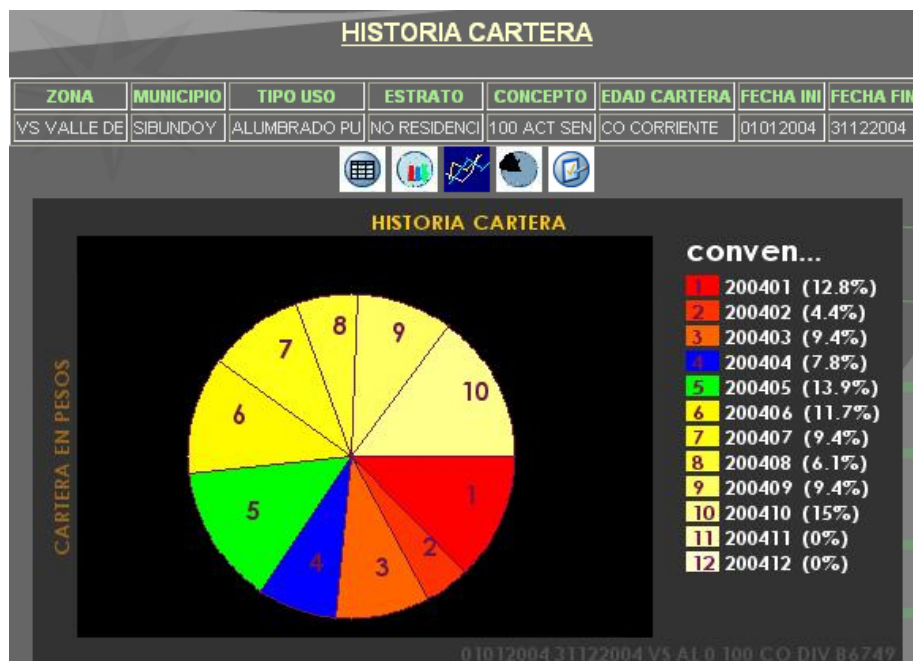 HISTORIA CARTERA
ZONA MUNICIPIO TIPO USO ESTRATO CONCEPTO EDAD CARTERA FECHA INI FECHA FIN
VS VALLE DE SIBUNDOY ALUMBRADO PU NO RESIDENCI 100 ACT SEN CO CORRIENTE 01012004 31122004
HISTORIA CARTERA
CARTERA EN PESOS
1
2
3
4
5
6
7
8
9
10
conven...
1 200401 (12.8%)
2 200402 (4.4%)
3 200403 (9.4%)
4 200404 (7.8%)
5 200405 (13.9%)
6 200406 (11.7%)
7 200407 (9.4%)
8 200408 (6.1%)
9 200409 (9.4%)
10 200410 (15%)
11 200411 (0%)
12 200412 (0%)
01012004 31122004 VS AL 0 100 CO DIV 86749